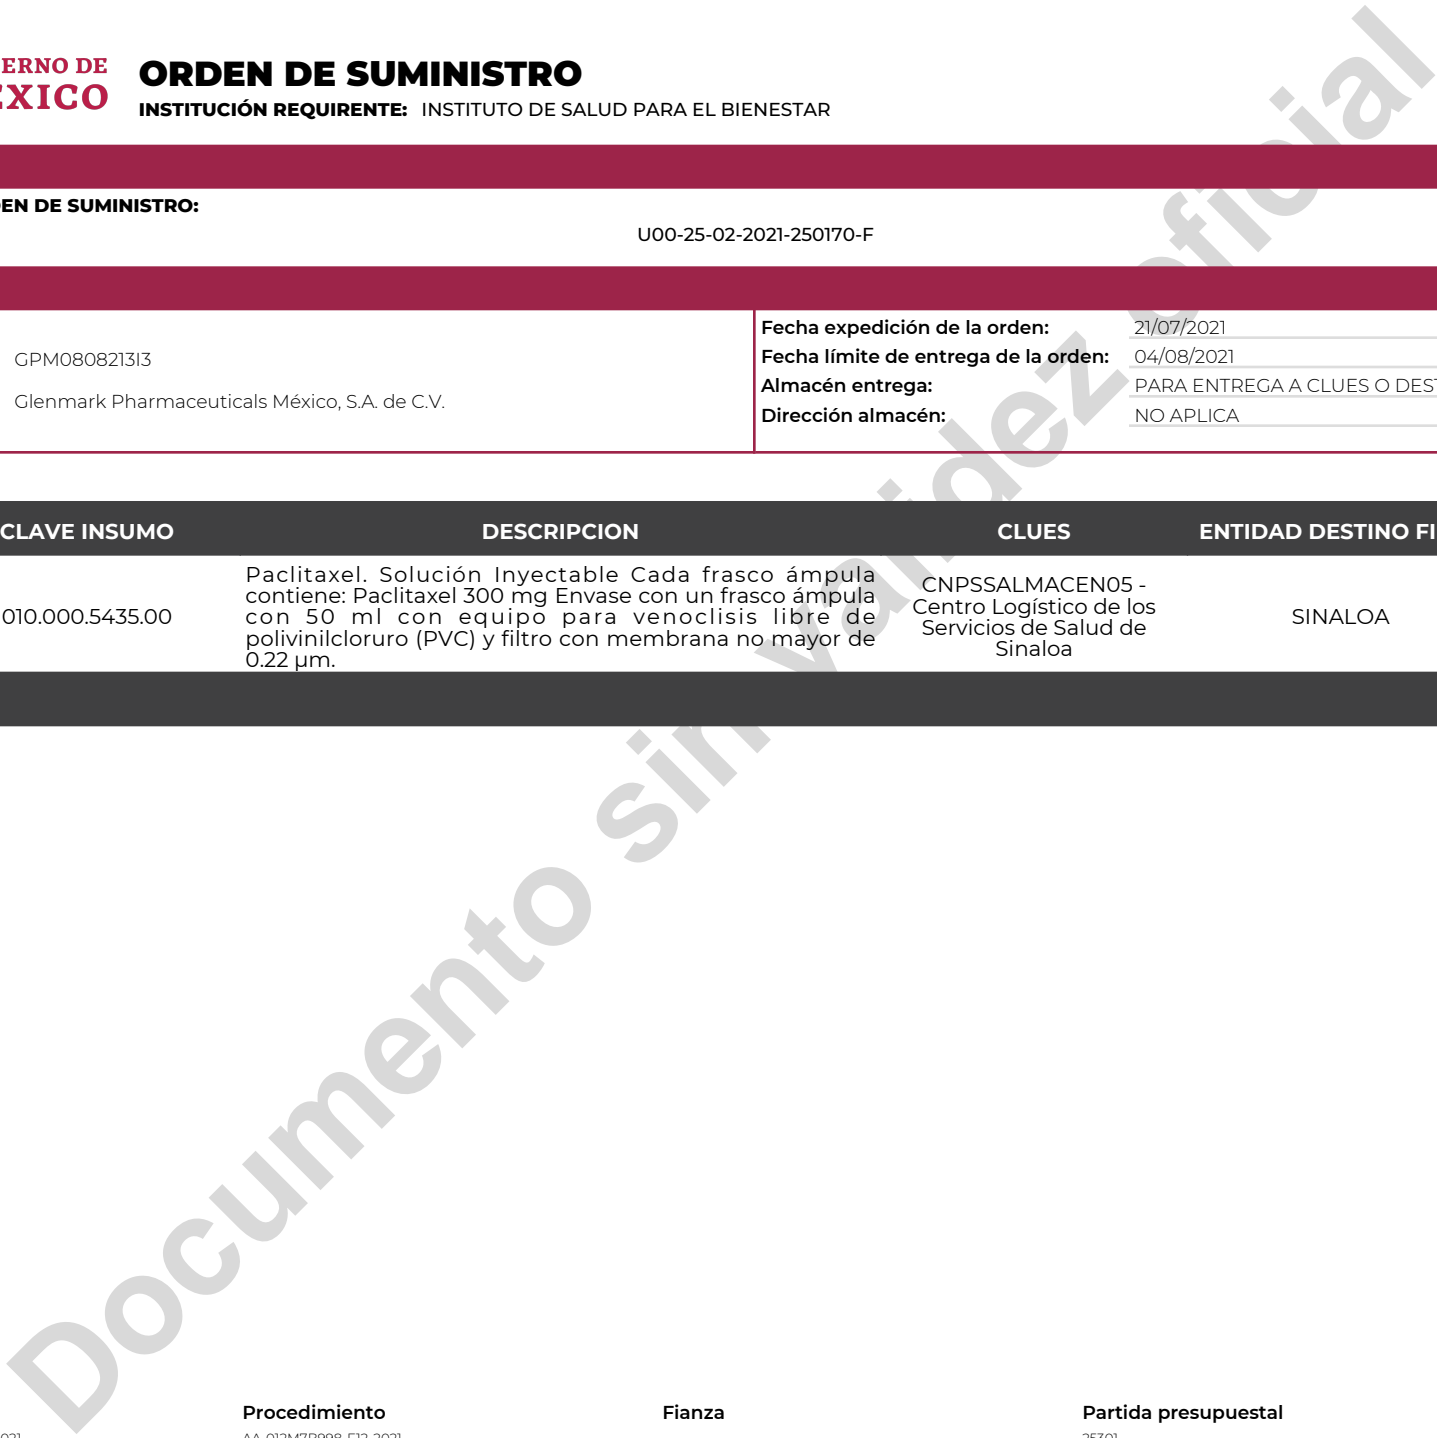 ERNO DE
ÉXICO
ORDEN DE SUMINISTRO
INSTITUCIÓN REQUIRENTE: INSTITUTO DE SALUD PARA EL BIENESTAR
EN DE SUMINISTRO:
U00-25-02-2021-250170-F
GPM0808213I3
Glenmark Pharmaceuticals México, S.A. de C.V.
Fecha expedición de la orden: 21/07/2021
Fecha límite de entrega de la orden: 04/08/2021
Almacén entrega: PARA ENTREGA A CLUES O DEST
Dirección almacén: NO APLICA
CLAVE INSUMO DESCRIPCION CLUES ENTIDAD DESTINO FI
010.000.5435.00
Paclitaxel. Solución Inyectable Cada frasco ámpula
contiene: Paclitaxel 300 mg Envase con un frasco ámpula
con 50 ml con equipo para venoclisis libre de
polivinilcloruro (PVC) y filtro con membrana no mayor de
0.22 µm.
CNPSSALMACEN05 -
Centro Logístico de los
Servicios de Salud de
Sinaloa
SINALOA
Documento sin validez oficial
Procedimiento Fianza Partida presupuestal